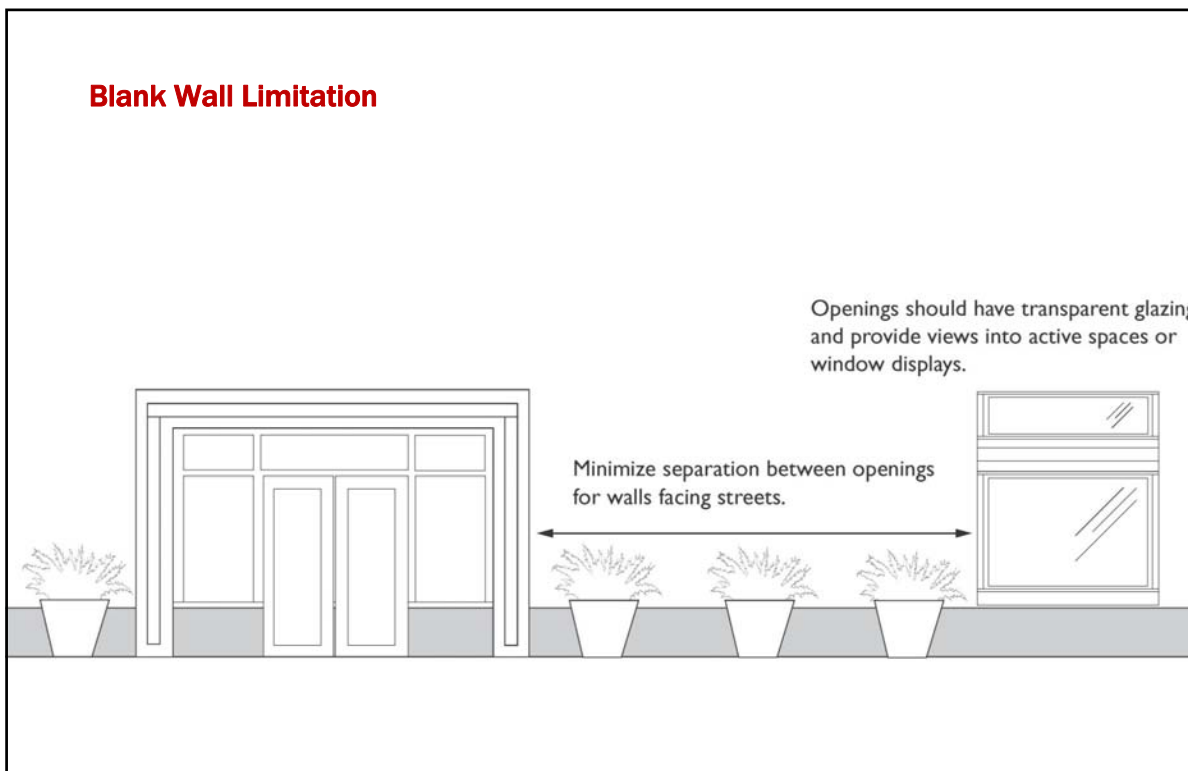 Blank Wall Limitation
Openings should have transparent glazing
and provide views into active spaces or
window displays.
Minimize separation between openings
for walls facing streets.